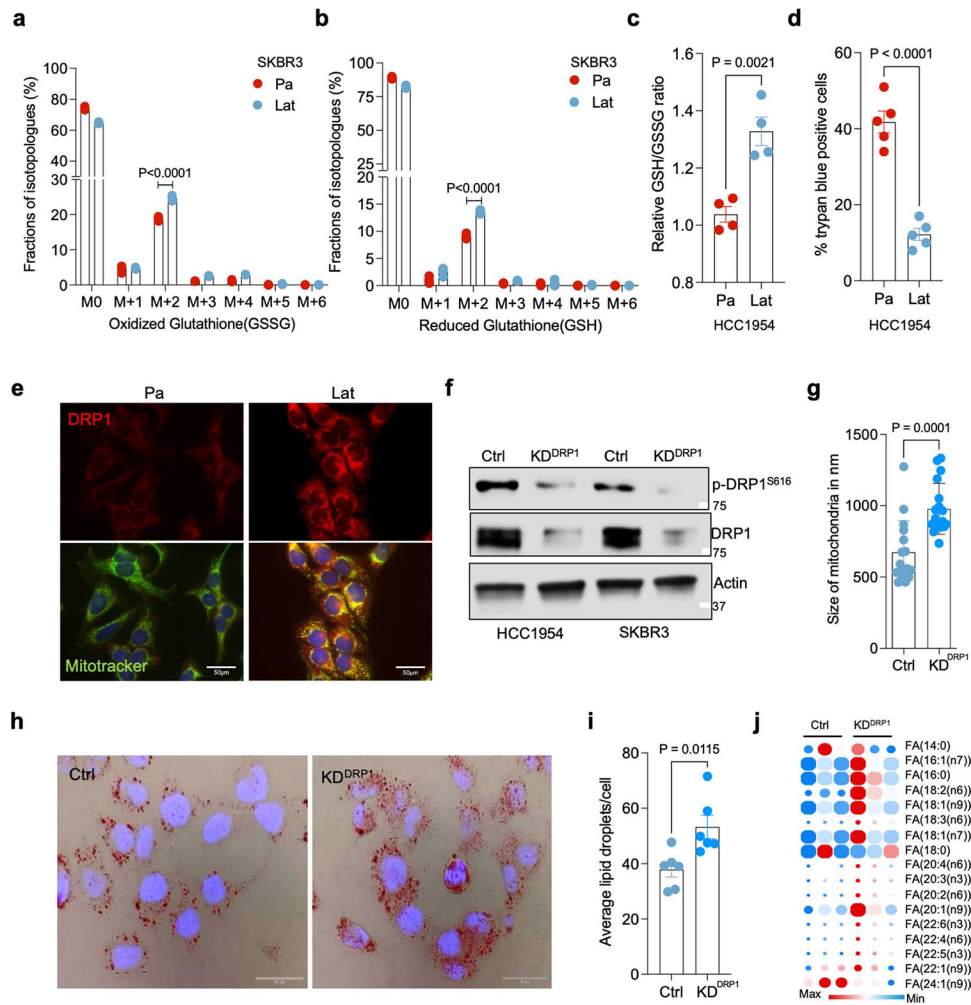 a
SKBR3
Pa
Lat
Fractions of isotopologues (%)
100
80
60
40
30
20
10
0
P<0.0001
M0 M+1 M+2 M+3 M+4 M+5 M+6
Oxidized Glutathione(GSSG)
b
SKBR3
Pa
Lat
Fractions of isotopologues (%)
100
75
50
25
20
15
10
5
0
P<0.0001
M0 M+1 M+2 M+3 M+4 M+5 M+6
Reduced Glutathione(GSH)
c
P = 0.0021
Relative GSH/GSSG ratio
1.6
1.4
1.2
1.0
0.8
Pa Lat
HCC1954
d
P < 0.0001
% trypan blue positive cells
60
40
20
0
Pa Lat
HCC1954
e
Pa Lat
DRP1
Mitotracker
50µm
50µm
f
Ctrl KDDRP1 Ctrl KDDRP1
p-DRP1S616
75
DRP1
75
Actin
37
HCC1954 SKBR3
g
P = 0.0001
Size of mitochondria in nm
1500
1000
500
0
Ctrl KDDRP1
h
Ctrl
KDDRP1
i
P = 0.0115
Average lipid droplets/cell
80
60
40
20
0
Ctrl KDDRP1
j
Ctrl KDDRP1
FA(14:0)
FA(16:1(n7))
FA(16:0)
FA(18:2(n6))
FA(18:1(n9))
FA(18:3(n6))
FA(18:1(n7))
FA(18:0)
FA(20:4(n6))
FA(20:3(n3))
FA(20:2(n6))
FA(20:1(n9))
FA(22:6(n3))
FA(22:4(n6))
FA(22:5(n3))
FA(22:1(n9))
FA(24:1(n9))
Max Min